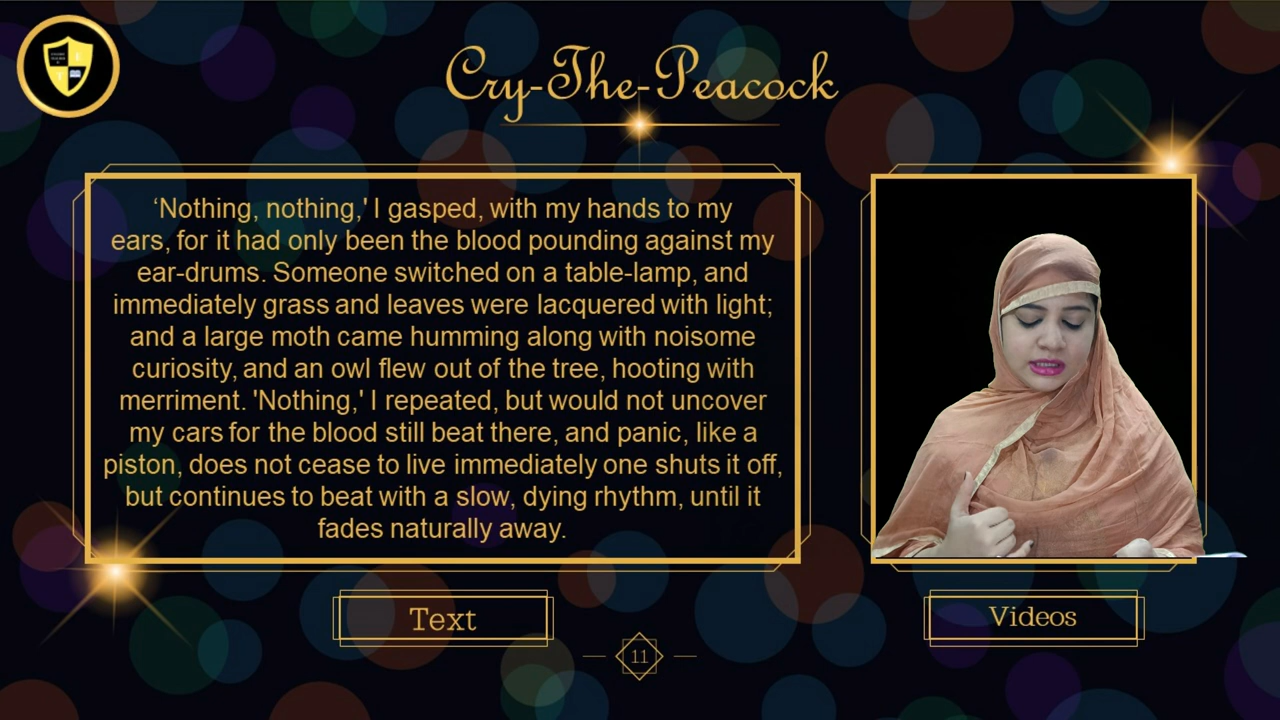 Cry-The-Peacock
‘Nothing, nothing,' I gasped, with my hands to my
ears, for it had only been the blood pounding against my
ear-drums. Someone switched on a table-lamp, and
immediately grass and leaves were lacquered with light;
and a large moth came humming along with noisome
curiosity, and an owl flew out of the tree, hooting with
merriment. 'Nothing,' I repeated, but would not uncover
my cars for the blood still beat there, and panic, like a
piston, does not cease to live immediately one shuts it off,
but continues to beat with a slow, dying rhythm, until it
fades naturally away.
Text
Videos
11